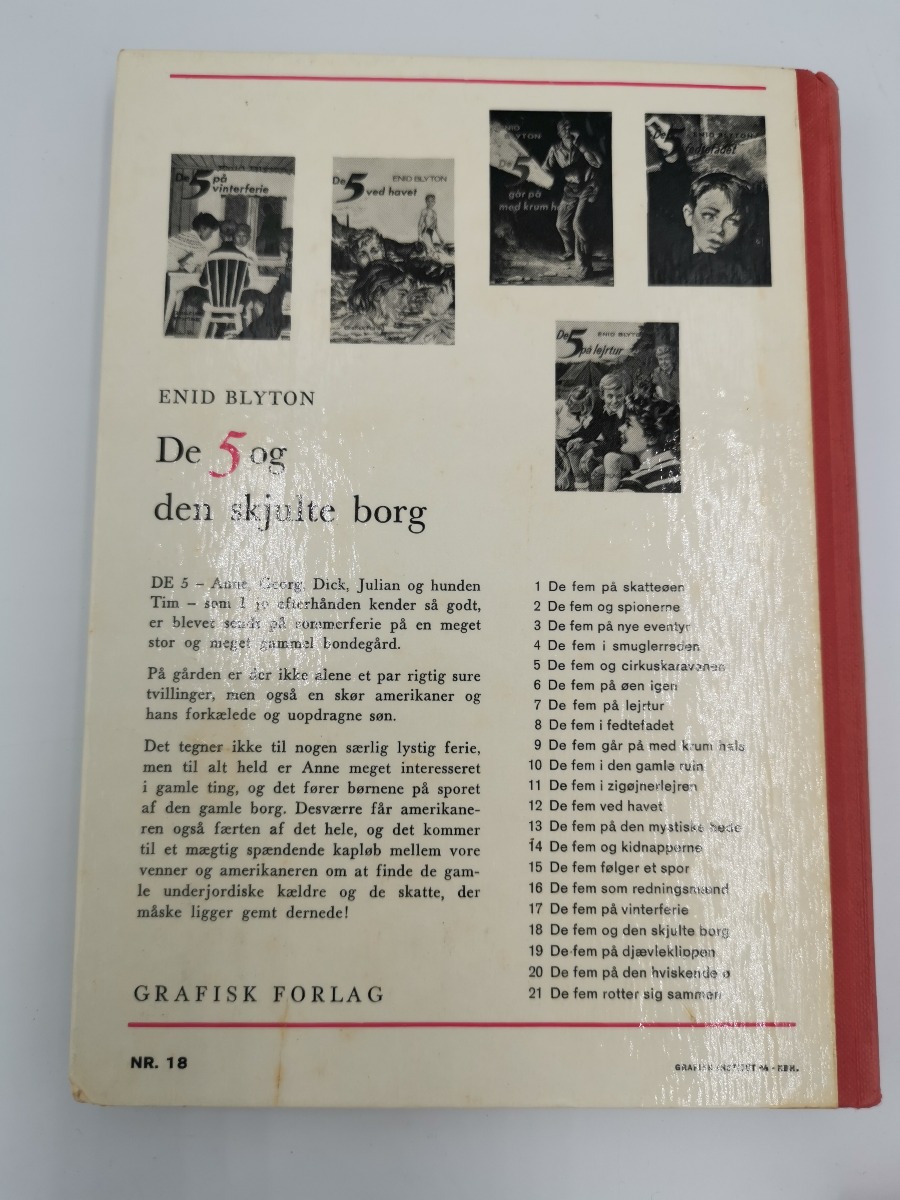 De 5 på
vinterferie
De 5 ENID BLYTON
ved havet
ENID
BLYTON
De 5
går på
med krum
De 5 ENID BLYTON
fedtefadet
De 5 ENID BLYTON
på lejrtur
ENID BLYTON
De 5 og
den skjulte borg
DE 5 – Anne, Georg, Dick, Julian og hunden
Tim – som I jo efterhånden kender så godt,
er blevet sendt på sommerferie på en meget
stor og meget gammel bondegård.
På gården er der ikke alene et par rigtig sure
tvillinger, men også en skør amerikaner og
hans forkælede og uopdragne søn.
Det tegner ikke til nogen særlig lystig ferie,
men til alt held er Anne meget interesseret
i gamle ting, og det fører børnene på sporet
af den gamle borg. Desværre får amerikane-
ren også færten af det hele, og det kommer
til et mægtig spændende kapløb mellem vore
venner og amerikaneren om at finde de gam-
le underjordiske kældre og de skatte, der
måske ligger gemt dernede!
1 De fem på skatteøen
2 De fem og spionerne
3 De fem på nye eventyr
4 De fem i smuglerreden
5 De fem og cirkuskaravanen
6 De fem på øen igen
7 De fem på lejrtur
8 De fem i fedtefadet
9 De fem går på med krum hals
10 De fem i den gamle ruin
11 De fem i zigøjnerlejren
12 De fem ved havet
13 De fem på den mystiske hede
14 De fem og kidnapperne
15 De fem følger et spor
16 De fem som redningsmænd
17 De fem på vinterferie
18 De fem og den skjulte borg
19 De fem på djævleklippen
20 De fem på den hviskende ø
21 De fem rotter sig sammen
GRAFISK FORLAG
NR. 18